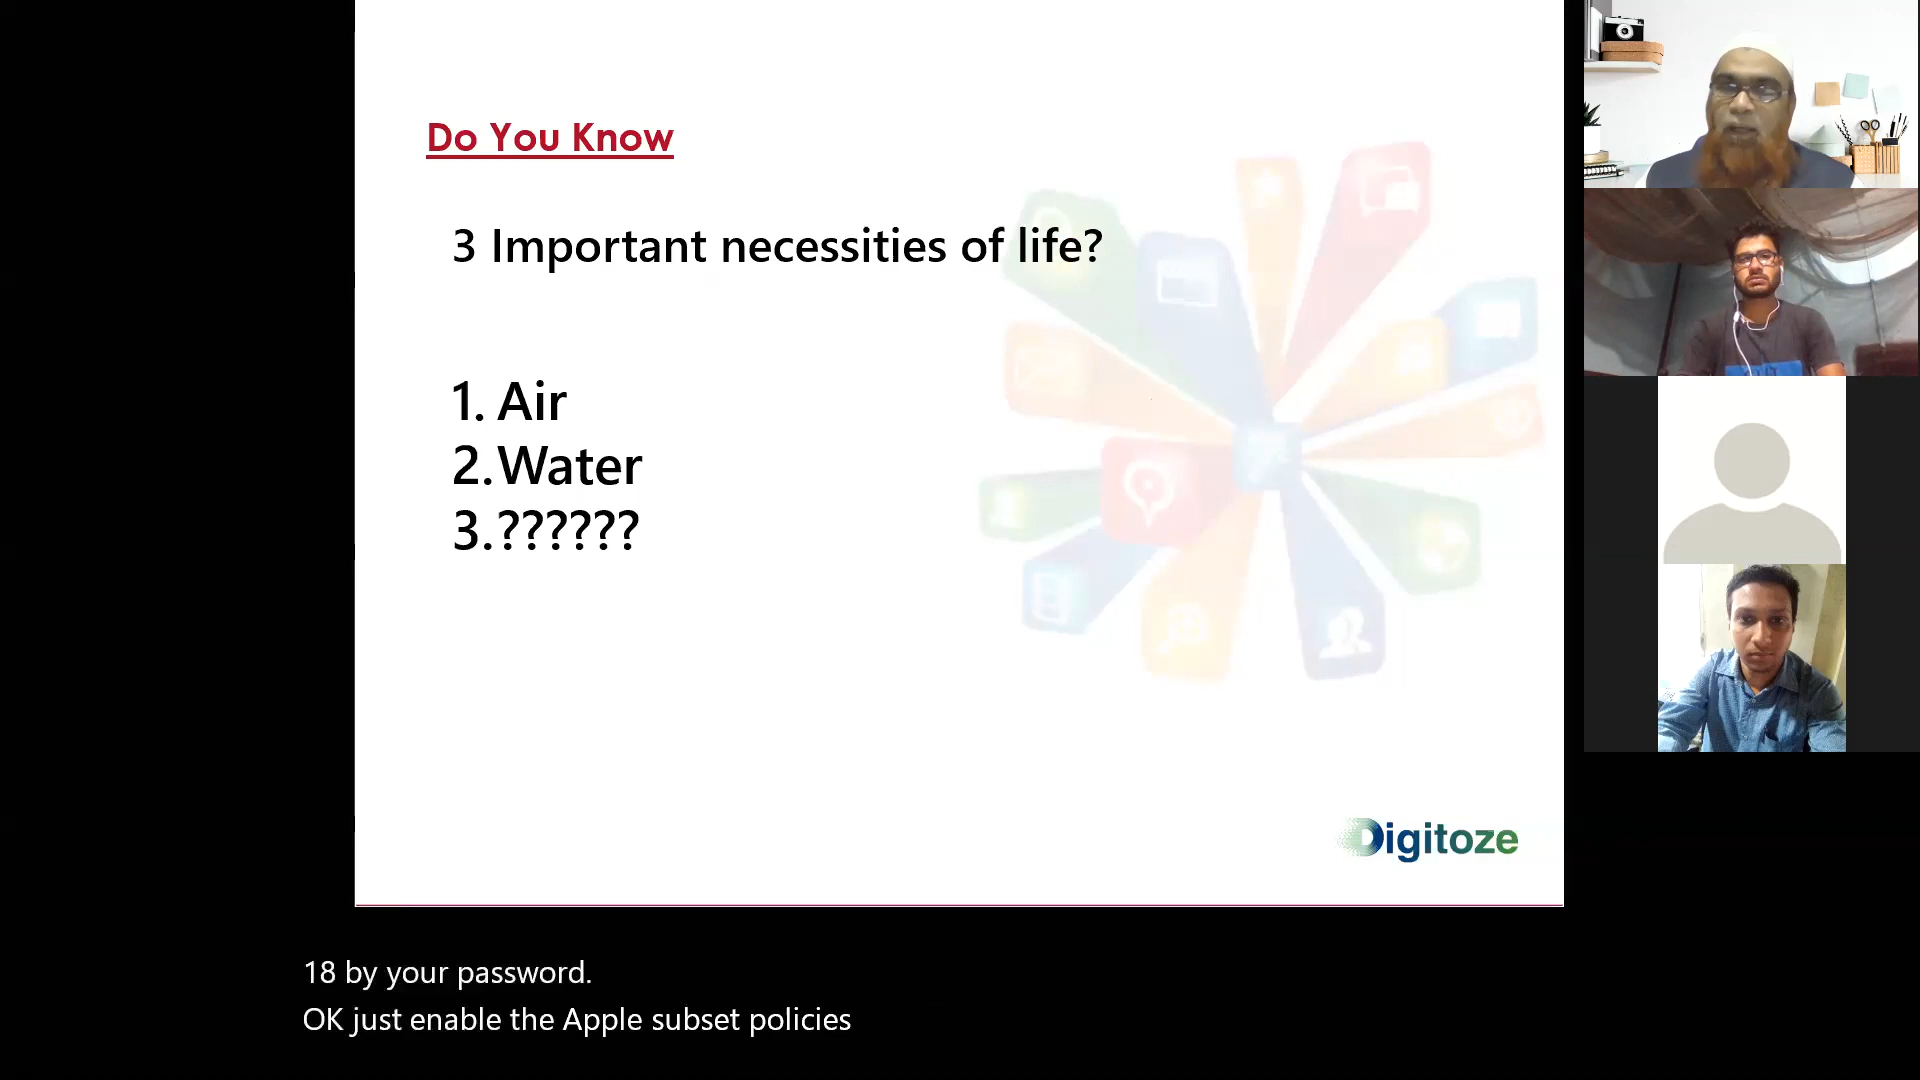 Do You Know
3 Important necessities of life?
1. Air
2. Water
3. ??????
Digitoze
18 by your password.
OK just enable the Apple subset policies